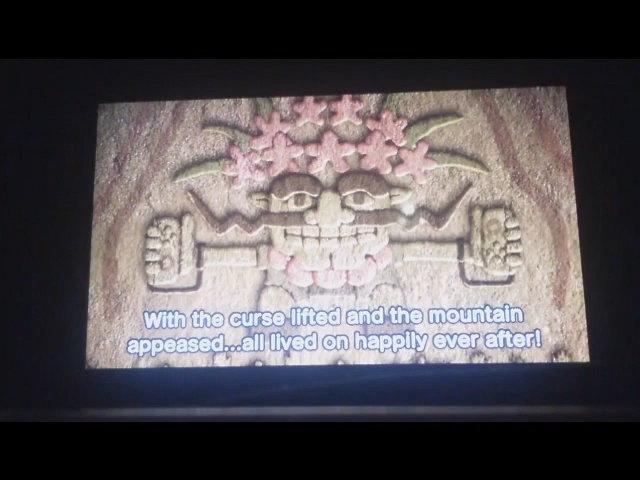 With the curse lifted and the mountain
appeased...all lived on happily ever after!